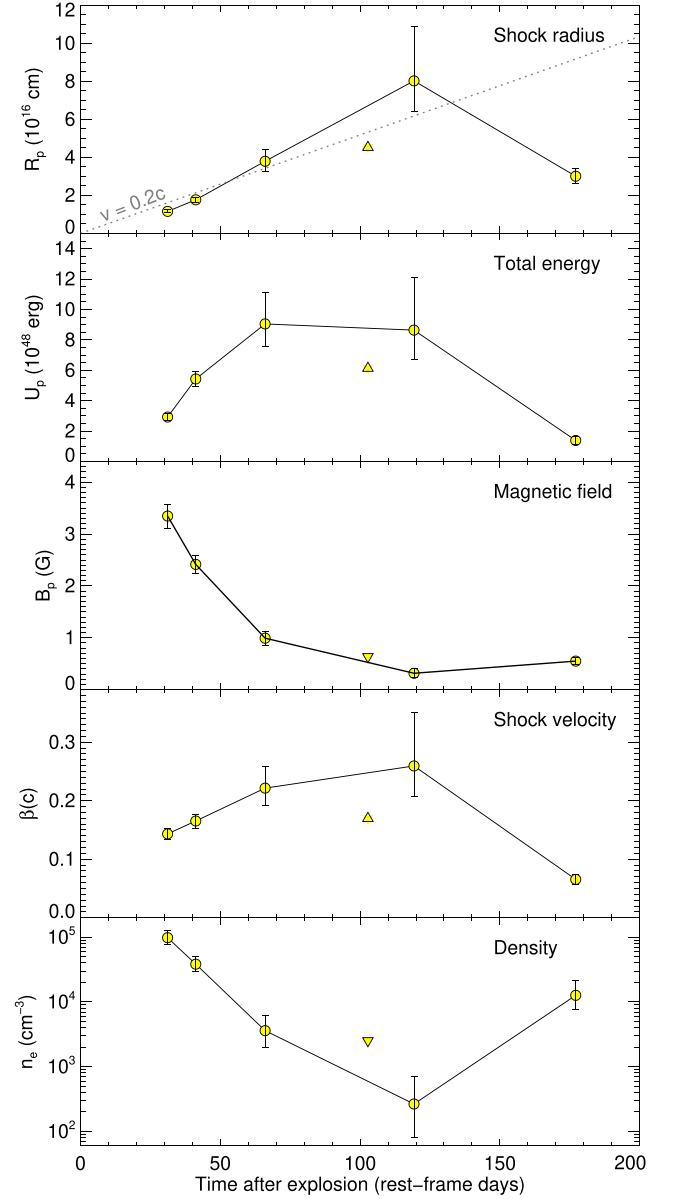 12
10
8
6
4
2
0
R_p (10^16 cm)
Shock radius
v = 0.2c
14
12
10
8
6
4
2
0
U_p (10^48 erg)
Total energy
4
3
2
1
0
B_p (G)
Magnetic field
0.3
0.2
0.1
0.0
β(c)
Shock velocity
10^5
10^4
10^3
10^2
n_e (cm^−3)
Density
0 50 100 150 200
Time after explosion (rest−frame days)